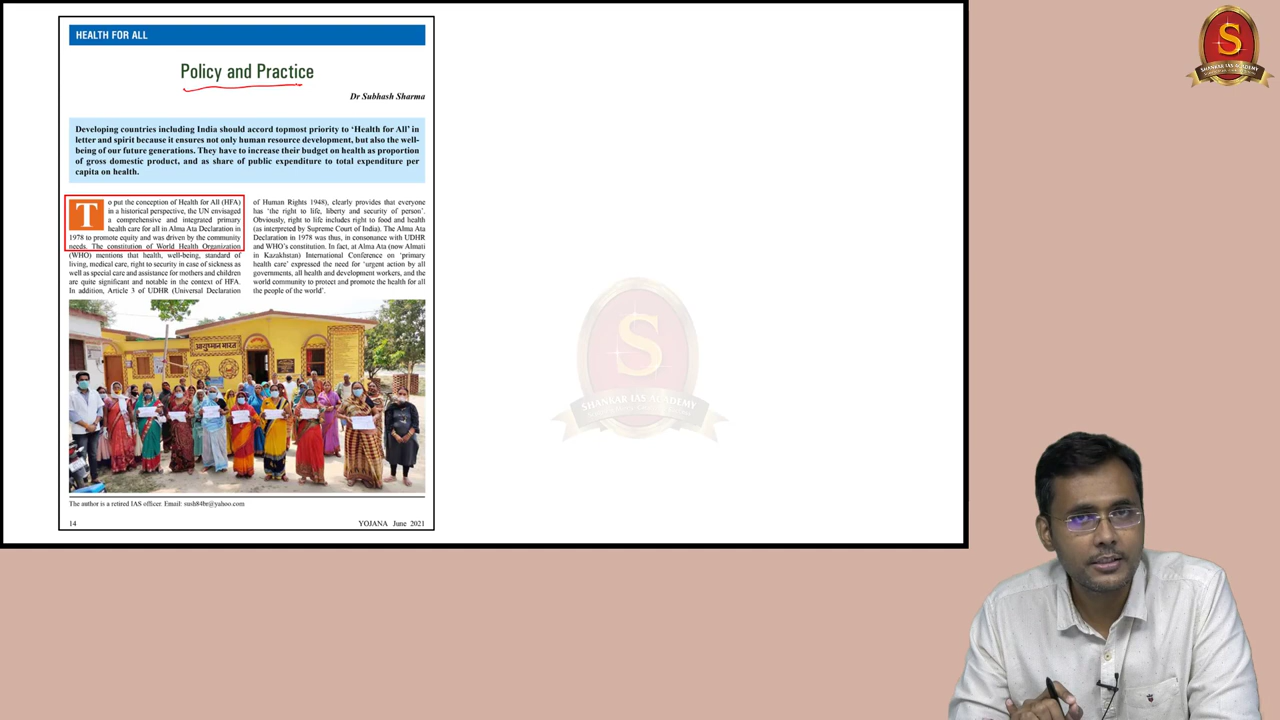 HEALTH FOR ALL
Policy and Practice
Dr Subhash Sharma
Developing countries including India should accord topmost priority to ‘Health for All’ in
letter and spirit because it ensures not only human resource development, but also the well-
being of our future generations. They have to increase their budget on health as proportion
of gross domestic product, and as share of public expenditure to total expenditure per
capita on health.
To put the conception of Health for All (HFA)
in a historical perspective, the UN envisaged
a comprehensive and integrated primary
health care for all in Alma Ata Declaration in
1978 to promote equity and was driven by the community
needs. The constitution of World Health Organization
(WHO) mentions that health, well-being, standard of
living, medical care, right to security in case of sickness as
well as special care and assistance for mothers and children
are quite significant and notable in the context of HFA.
In addition, Article 3 of UDHR (Universal Declaration
of Human Rights 1948), clearly provides that everyone
has ‘the right to life, liberty and security of person’.
Obviously, right to life includes right to food and health
(as interpreted by Supreme Court of India). The Alma Ata
Declaration in 1978 was thus, in consonance with UDHR
and WHO’s constitution. In fact, at Alma Ata (now Almati
in Kazakhstan) International Conference on ‘primary
health care’ expressed the need for ‘urgent action by all
governments, all health and development workers, and the
world community to protect and promote the health for all
the people of the world’.
आयुष्मान भारत
The author is a retired IAS officer. Email: sush84br@yahoo.com
14
YOJANA June 2021
S
SHANKAR IAS ACADEMY
S
SHANKAR IAS ACADEMY